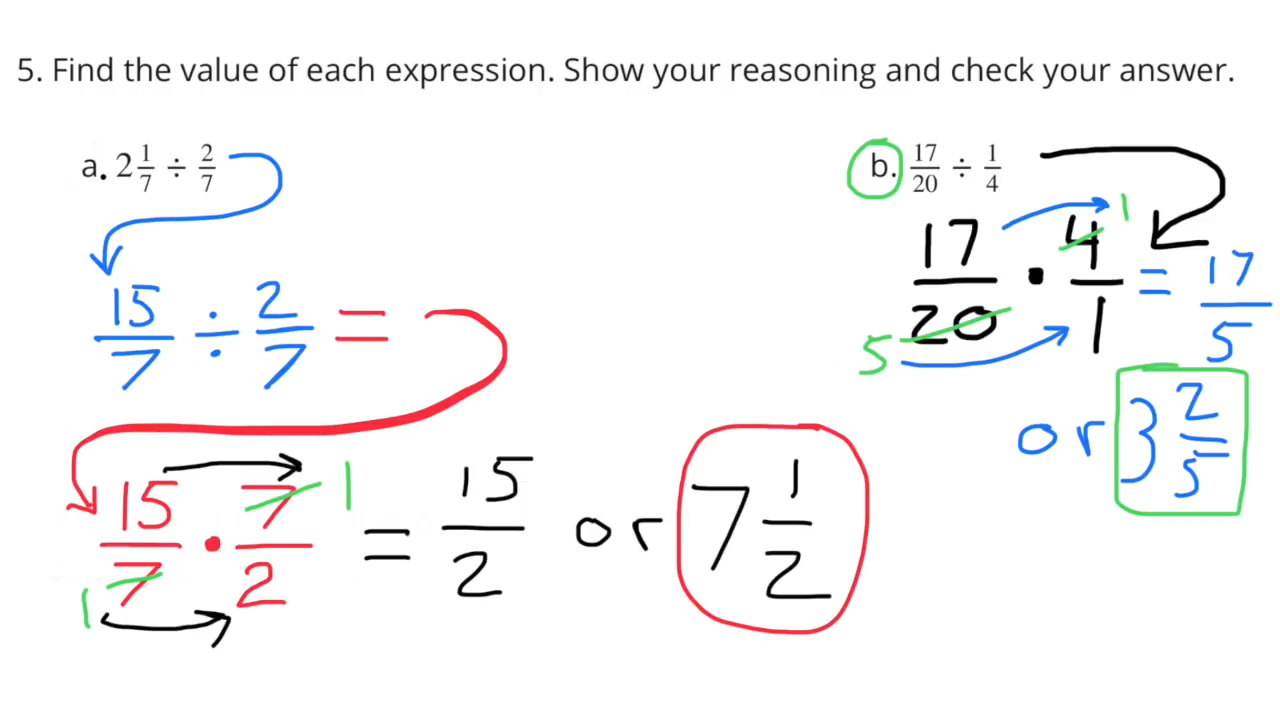 5. Find the value of each expression. Show your reasoning and check your answer.
a. 2 1/7 ÷ 2/7
15/7 ÷ 2/7 =
15/7 · 7/2 = 15/2 or 7 1/2
1 1
b. 17/20 ÷ 1/4
17/20 · 4/1 = 17/5
5 1
or 3 2/5